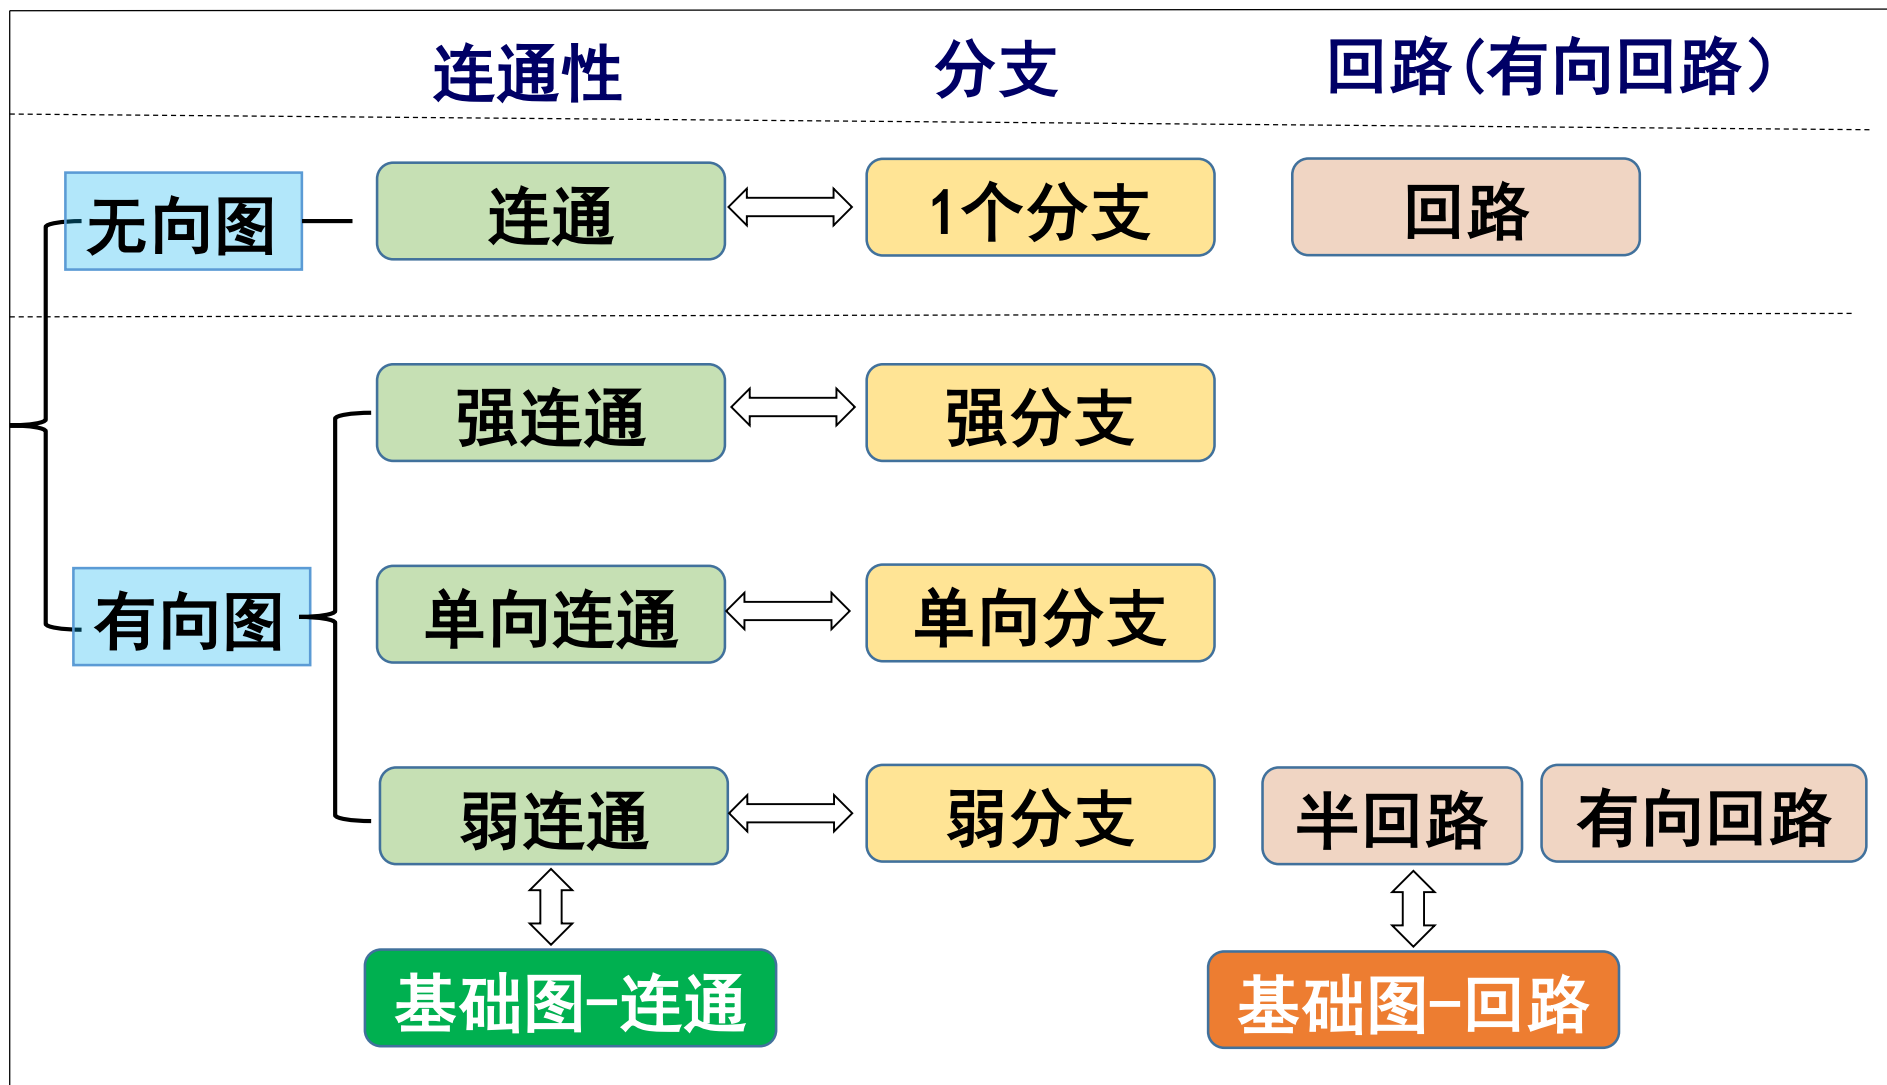 连通性 分支 回路(有向回路)
无向图 连通 1个分支 回路
强连通 强分支
有向图 单向连通 单向分支
弱连通 弱分支 半回路 有向回路
基础图-连通 基础图-回路